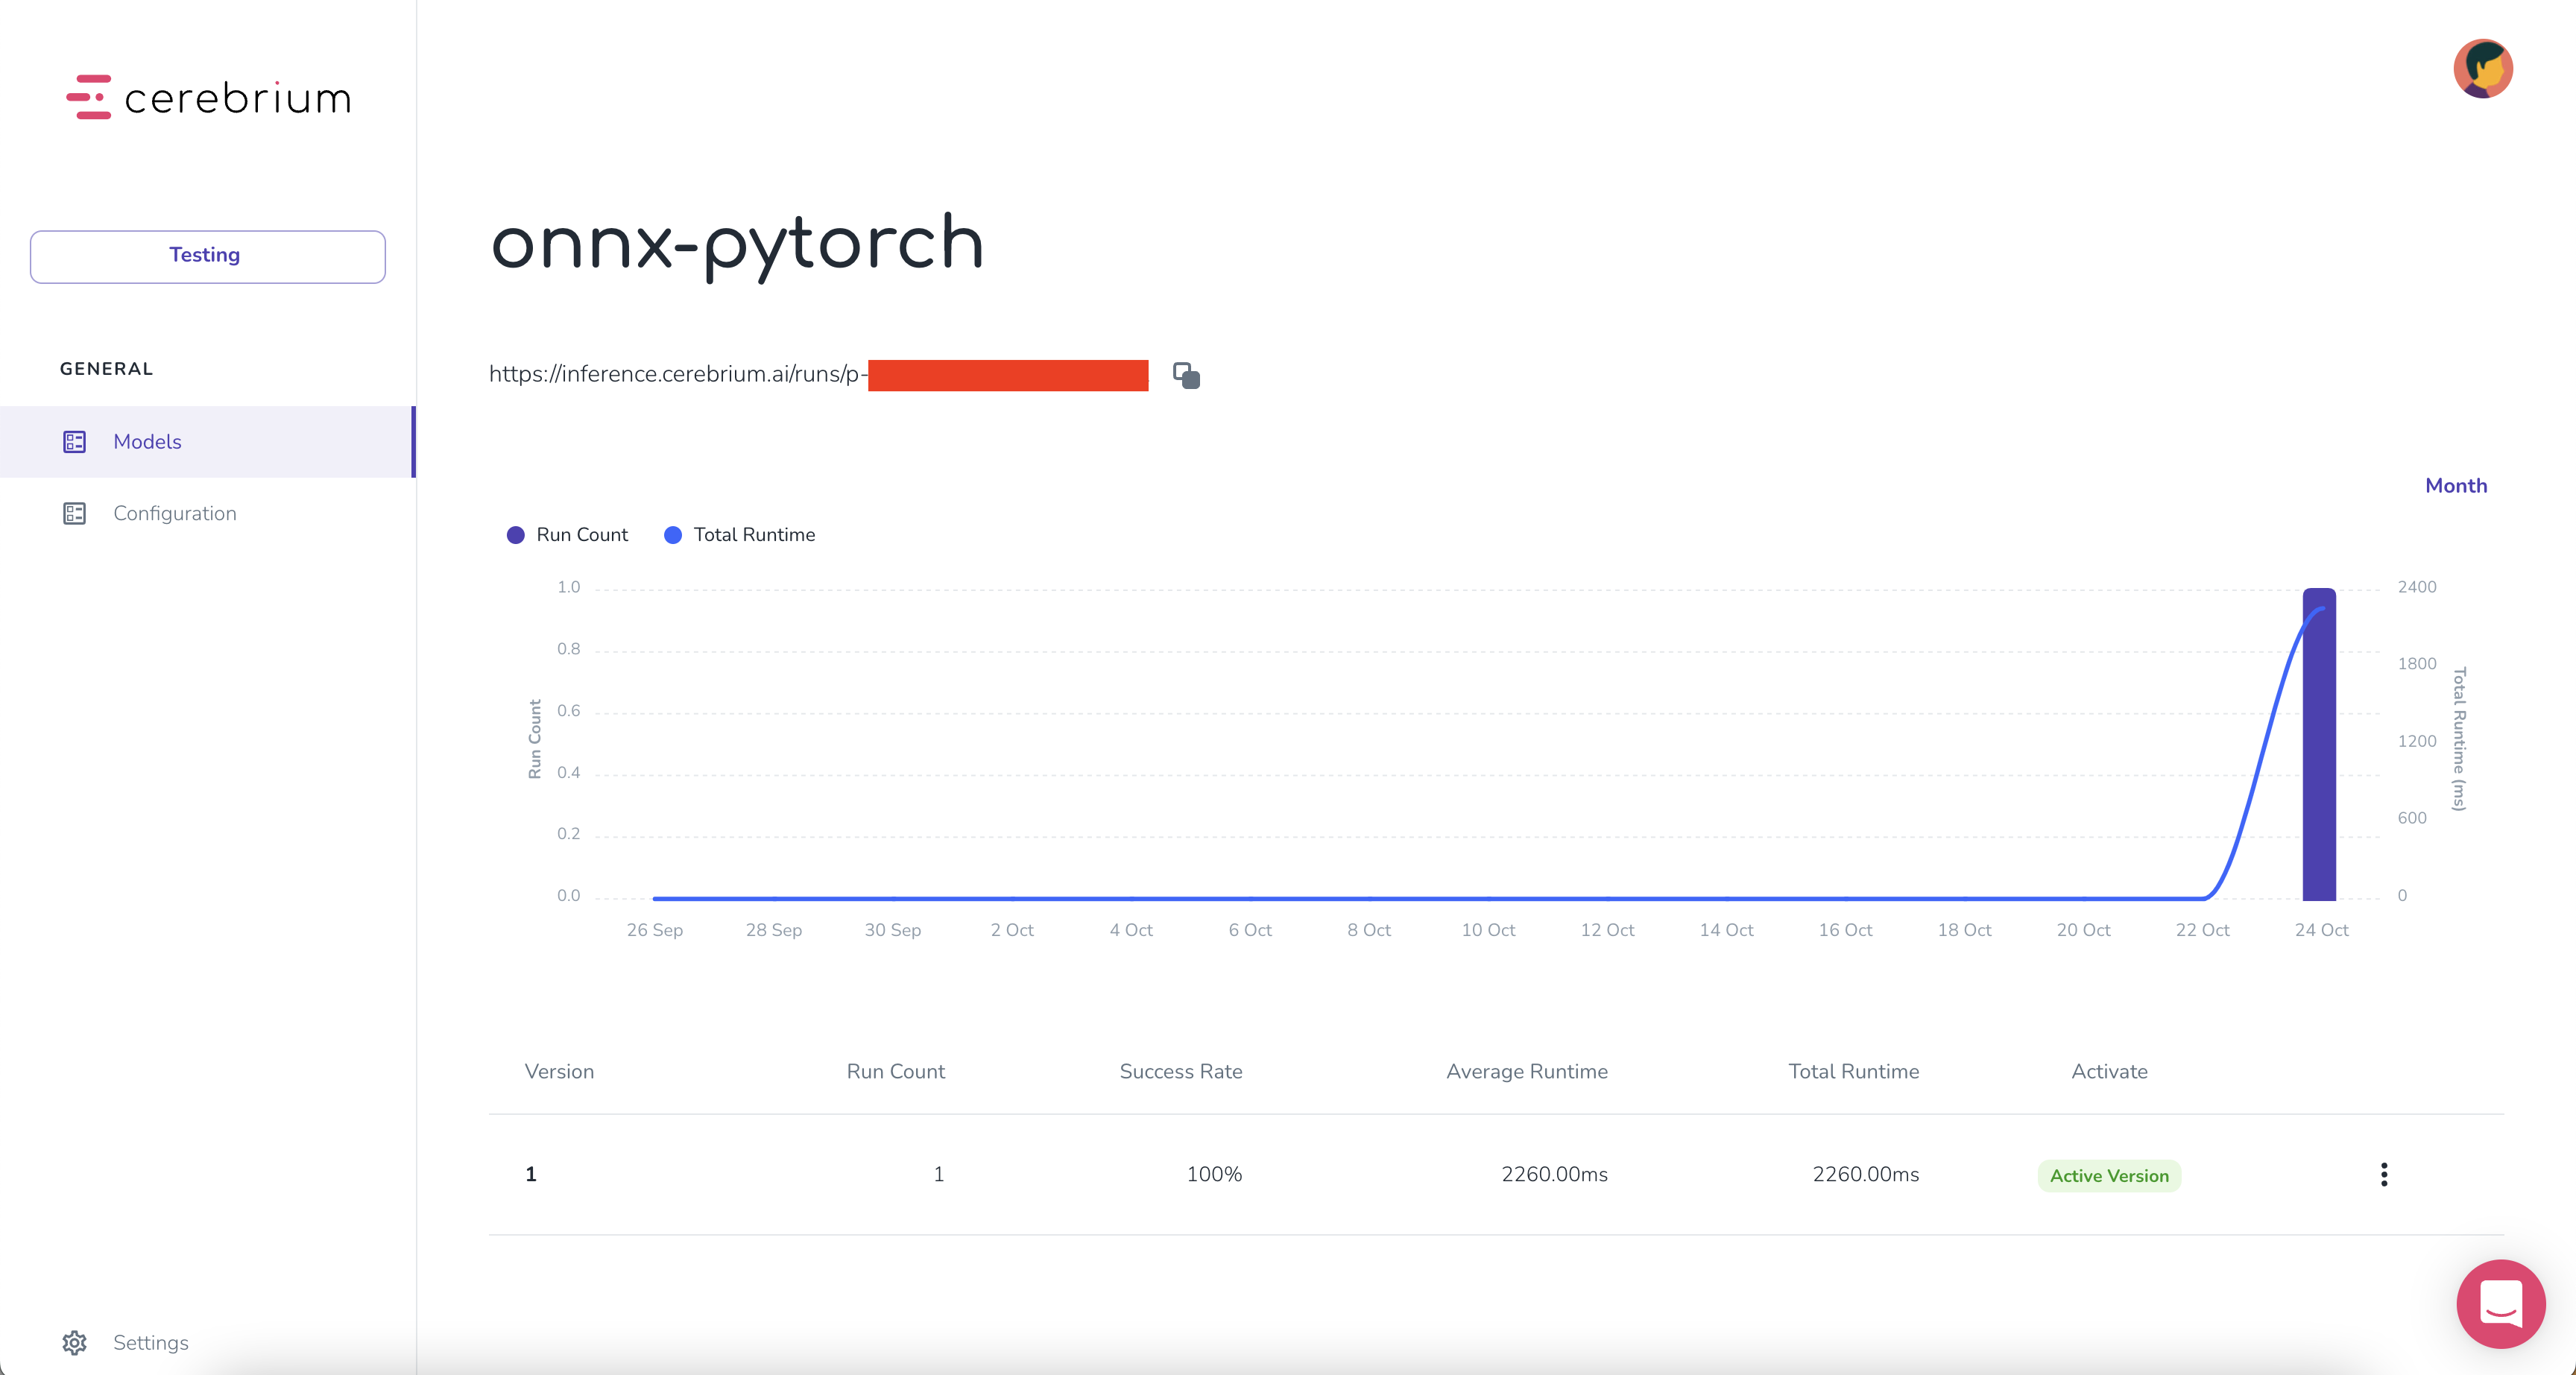 cerebrium
Testing
GENERAL
Models
Configuration
Settings
onnx-pytorch
https://inference.cerebrium.ai/runs/p-
Month
Run Count Total Runtime
1.0
0.8
0.6
0.4
0.2
0.0
Run Count
2400
1800
1200
600
0
Total Runtime (ms)
26 Sep 28 Sep 30 Sep 2 Oct 4 Oct 6 Oct 8 Oct 10 Oct 12 Oct 14 Oct 16 Oct 18 Oct 20 Oct 22 Oct 24 Oct
Version Run Count Success Rate Average Runtime Total Runtime Activate
1 1 100% 2260.00ms 2260.00ms Active Version